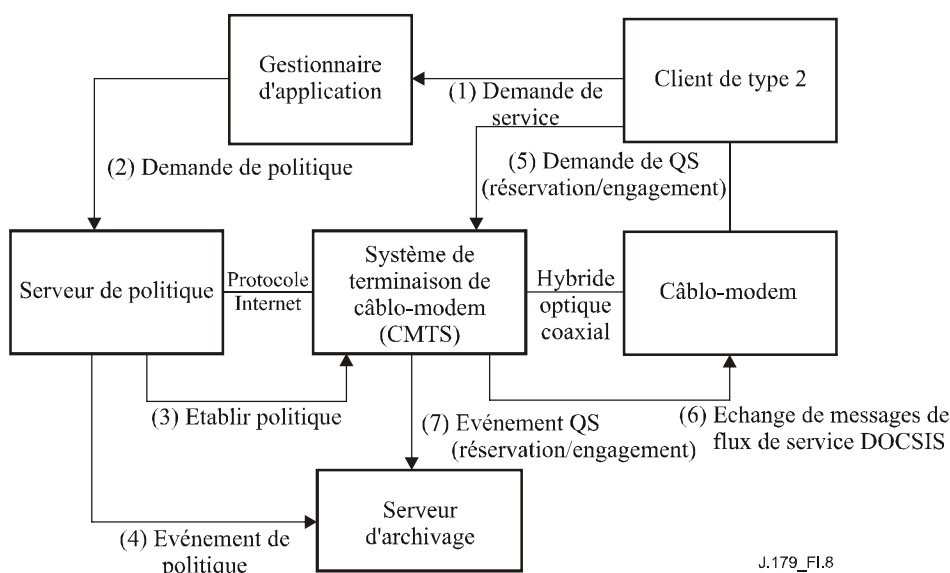 Gestionnaire
d'application
Client de type 2
(1) Demande de
service
(2) Demande de politique
(5) Demande de QS
(réservation/engagement)
Serveur de politique
Protocole
Internet
Système de
terminaison de
câblo-modem
(CMTS)
Hybride
optique
coaxial
Câblo-modem
(3) Etablir politique
(7) Evénement QS
(réservation/engagement)
(6) Echange de messages de
flux de service DOCSIS
Serveur
d'archivage
(4) Evénement de
politique
J.179_FI.8